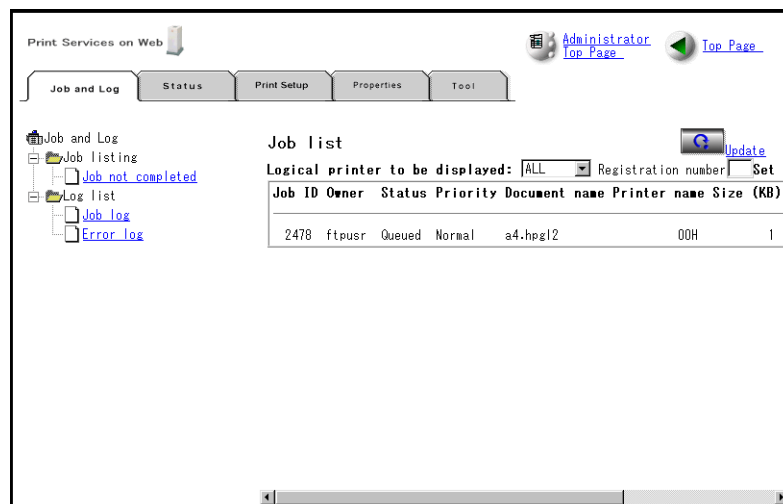 Print Services on Web
Administrator
Top Page
Top Page
Job and Log
Status
Print Setup
Properties
Tool
Job and Log
Job listing
Job not completed
Log list
Job log
Error log
Job list
Update
Logical printer to be displayed: ALL Registration number Set
Job ID Owner Status Priority Document name Printer name Size (KB)
2478 ftpusr Queued Normal a4.hpgl2 00H 1